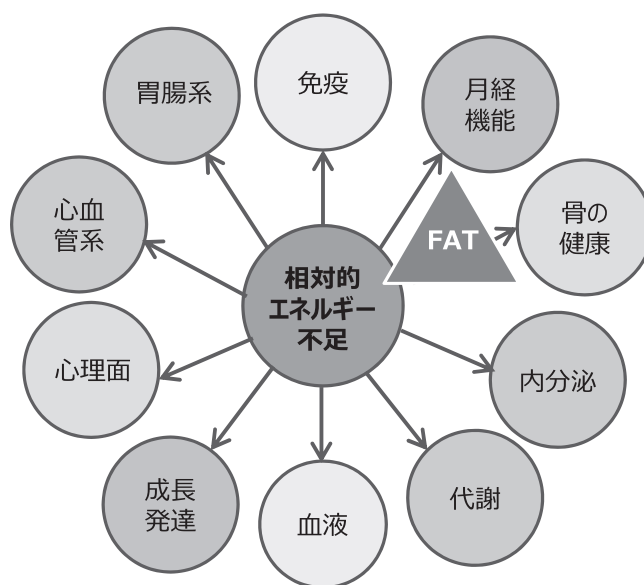 免疫
月経
機能
胃腸系
骨の
健康
心血
管系
FAT
相対的
エネルギー
不足
心理面
内分泌
成長
発達
代謝
血液